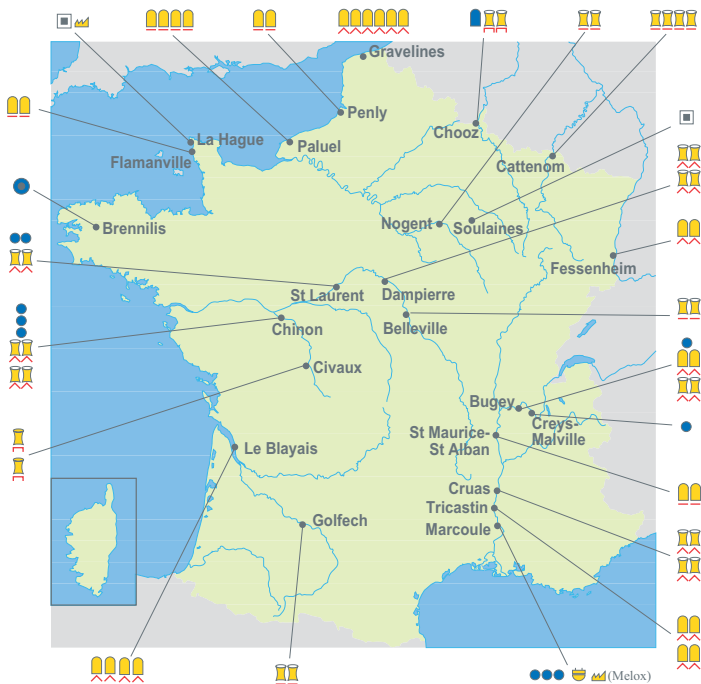 Gravelines
Penly
La Hague
Chooz
Paluel
Flamanville
Cattenom
Nogent
Soulaines
Brennilis
Fessenheim
St Laurent
Dampierre
Chinon
Belleville
Civaux
Bugey
Creys-
Malville
St Maurice-
St Alban
Le Blayais
Cruas
Tricastin
Golfech
Marcoule
(Melox)